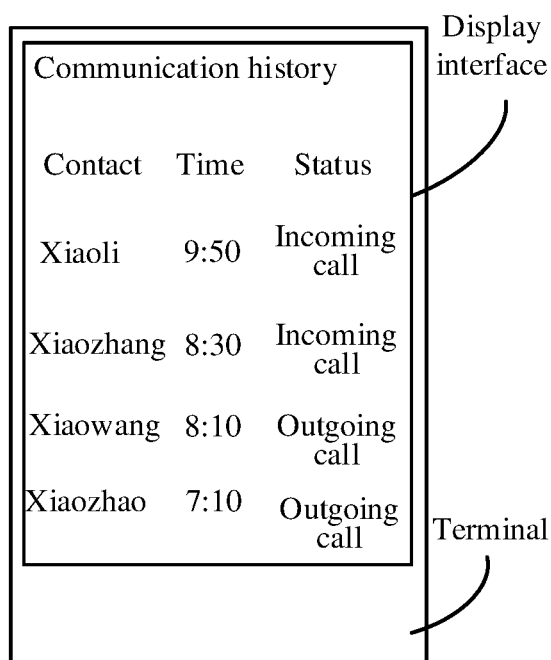 Display
interface
Communication history
Contact Time Status
Xiaoli 9:50 Incoming
call
Xiaozhang 8:30 Incoming
call
Xiaowang 8:10 Outgoing
call
Xiaozhao 7:10 Outgoing
call
Terminal